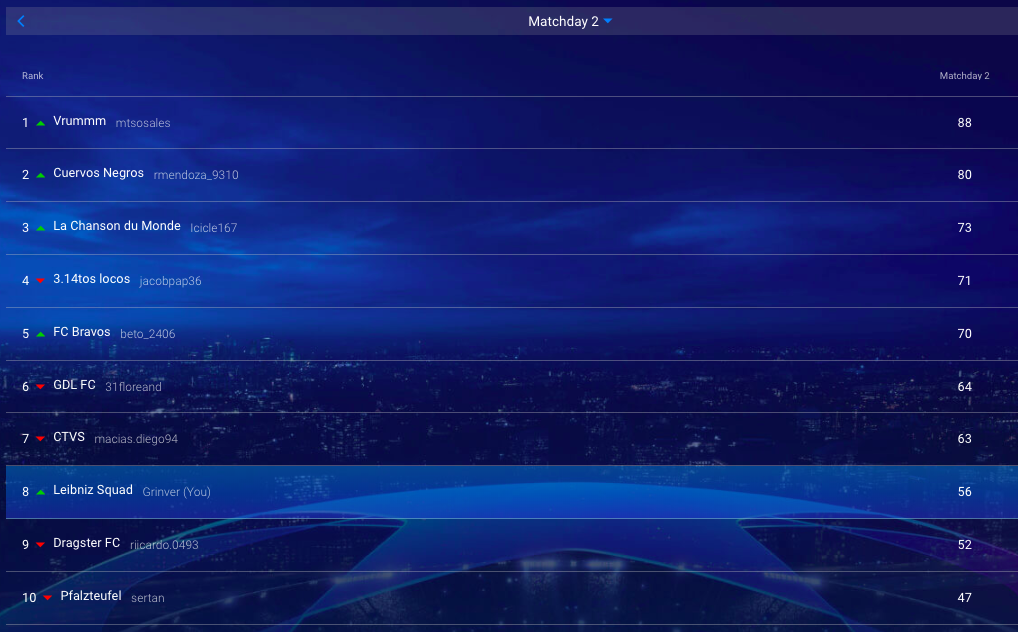 Matchday 2
Rank Matchday 2
1 Vrummm mtsosales 88
2 Cuervos Negros rmendoza_9310 80
3 La Chanson du Monde Icicle167 73
4 3.14tos locos jacobpap36 71
5 FC Bravos beto_2406 70
6 GDL FC 31floreand 64
7 CTVS macias.diego94 63
8 Leibniz Squad Grinver (You) 56
9 Dragster FC riicardo.0493 52
10 Pfalzteufel sertan 47